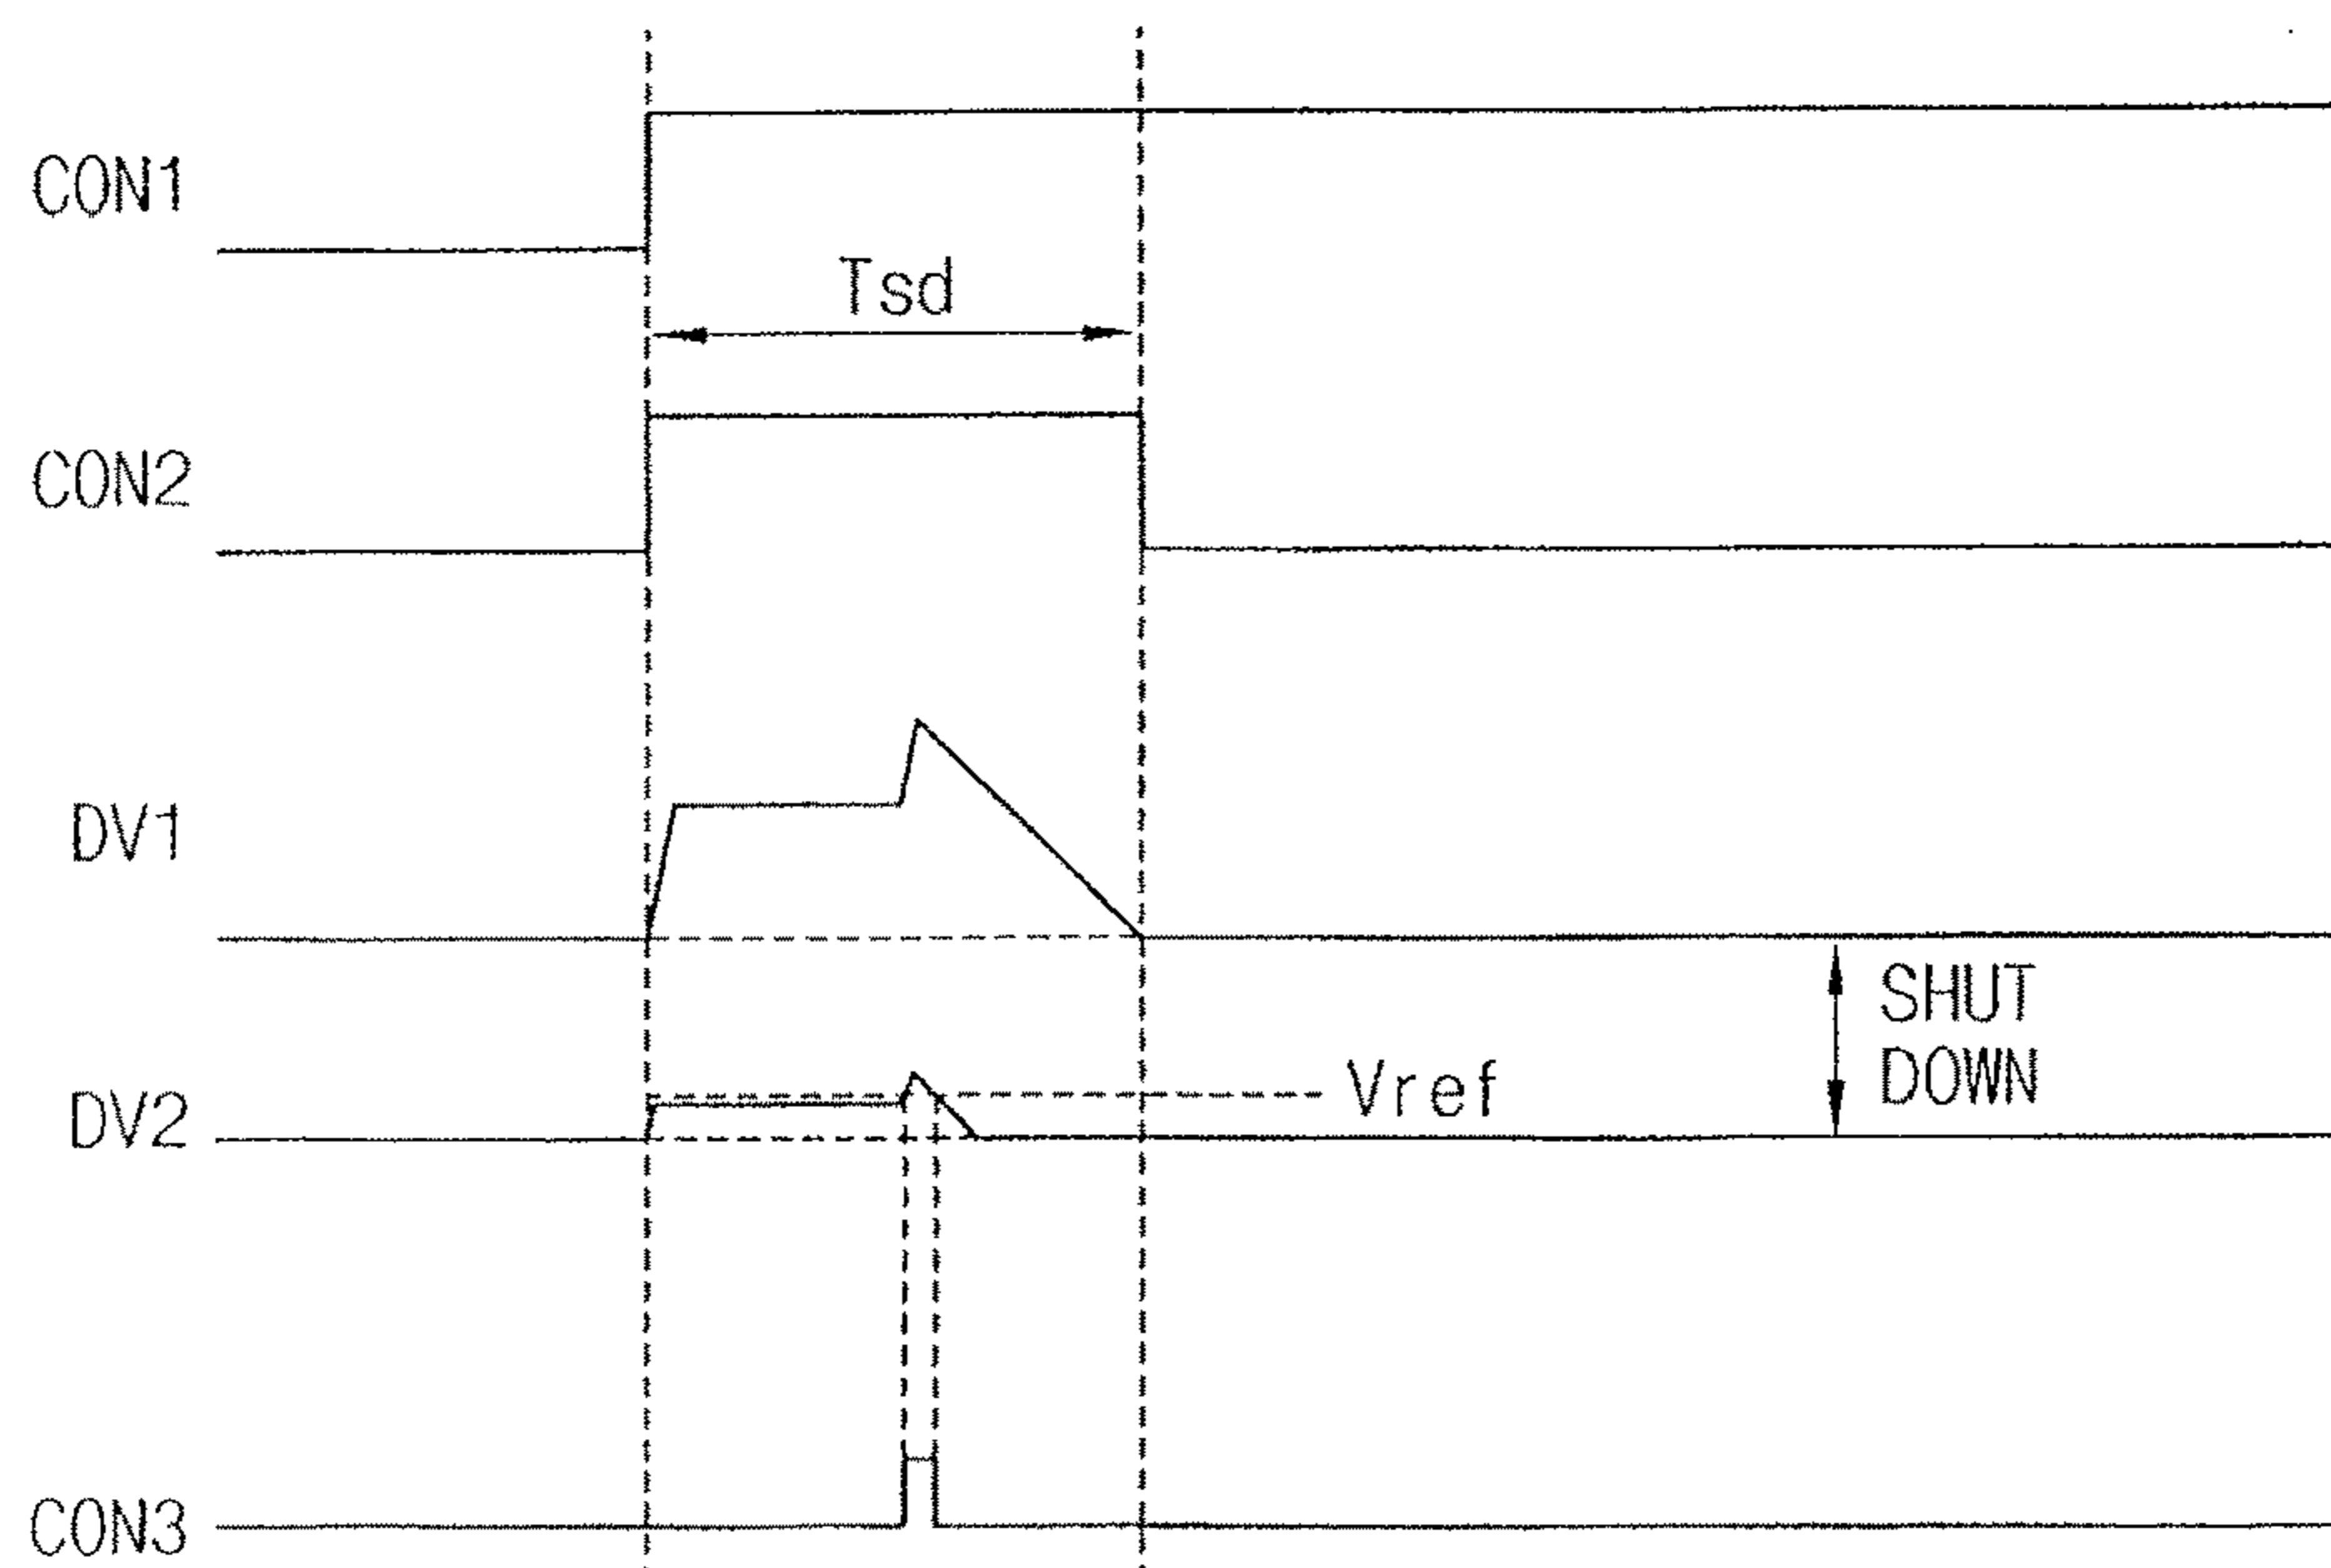 CON1
Tsd
CON2
DV1
SHUT
DOWN
Vref
DV2
CON3